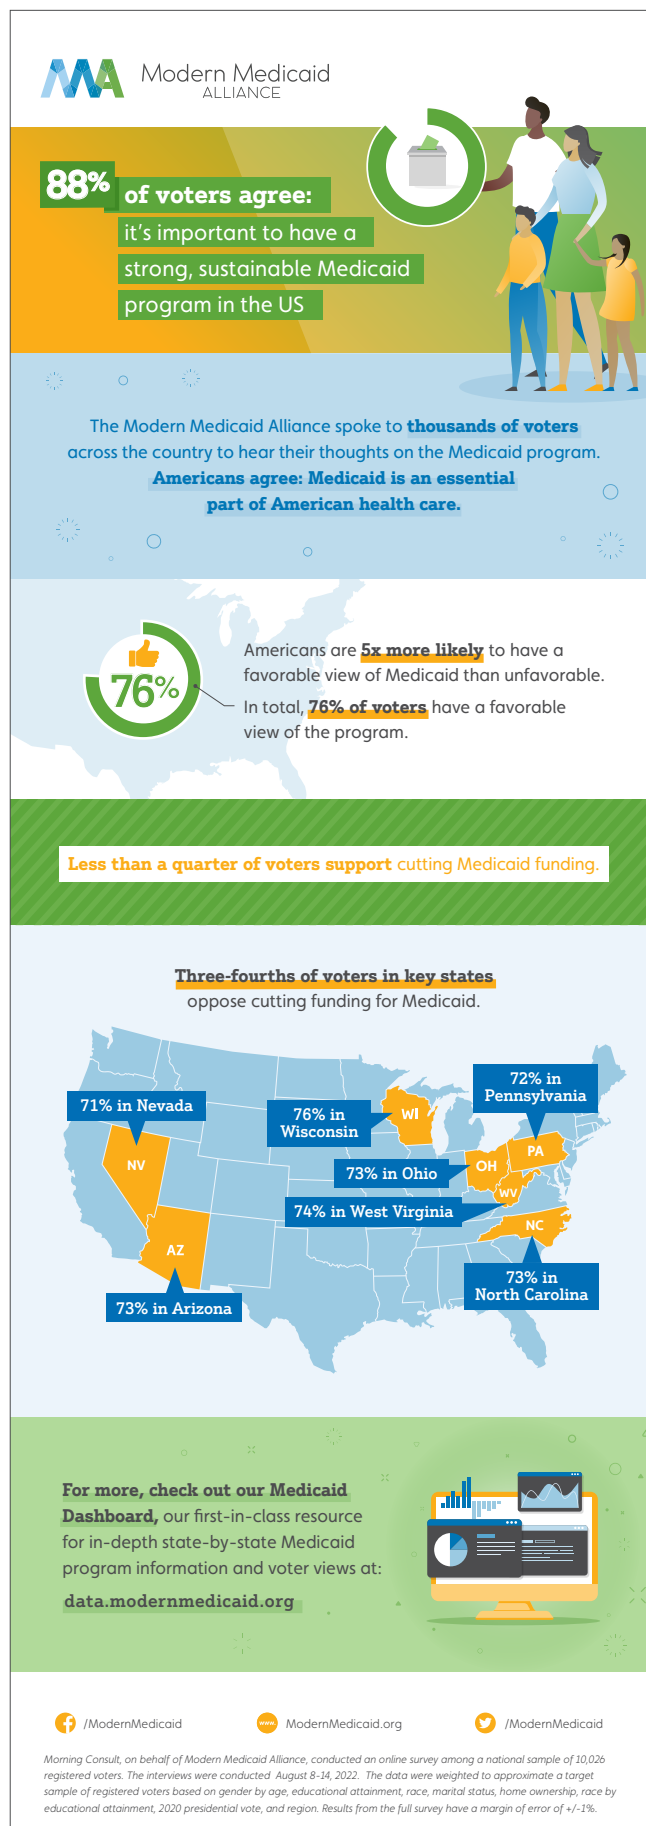 Modern Medicaid
ALLIANCE
88% of voters agree:
it's important to have a
strong, sustainable Medicaid
program in the US
The Modern Medicaid Alliance spoke to thousands of voters
across the country to hear their thoughts on the Medicaid program.
Americans agree: Medicaid is an essential
part of American health care.
76%
Americans are 5x more likely to have a
favorable view of Medicaid than unfavorable.
In total, 76% of voters have a favorable
view of the program.
Less than a quarter of voters support cutting Medicaid funding.
Three-fourths of voters in key states
oppose cutting funding for Medicaid.
72% in
Pennsylvania
71% in Nevada
76% in
Wisconsin
WI
PA
NV
73% in Ohio
OH
WV
74% in West Virginia
NC
AZ
73% in
North Carolina
73% in Arizona
For more, check out our Medicaid
Dashboard, our first-in-class resource
for in-depth state-by-state Medicaid
program information and voter views at:
data.modernmedicaid.org
/ModernMedicaid
www.
ModernMedicaid.org
/ModernMedicaid
Morning Consult, on behalf of Modern Medicaid Alliance, conducted an online survey among a national sample of 10,026
registered voters. The interviews were conducted August 8-14, 2022. The data were weighted to approximate a target
sample of registered voters based on gender by age, educational attainment, race, marital status, home ownership, race by
educational attainment, 2020 presidential vote, and region. Results from the full survey have a margin of error of +/-1%.